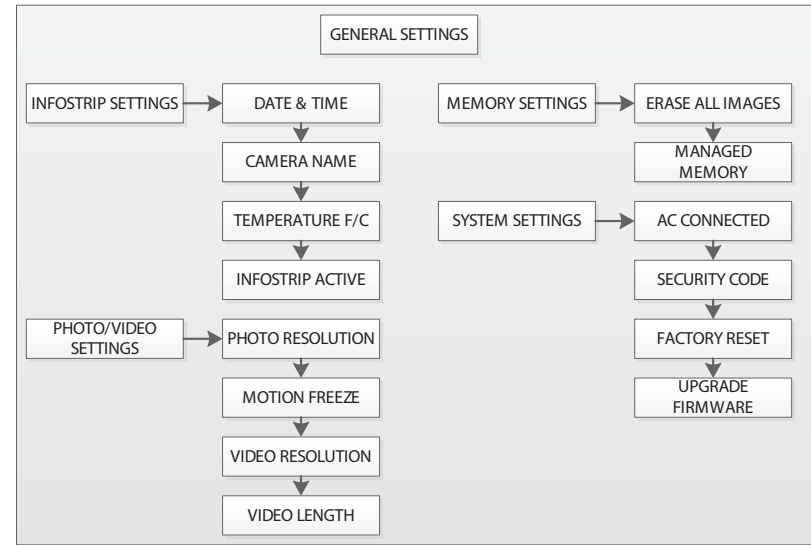 GENERAL SETTINGS
INFOSTRIP SETTINGS
DATE & TIME
CAMERA NAME
TEMPERATURE F/C
INFOSTRIP ACTIVE
PHOTO/VIDEO
SETTINGS
PHOTO RESOLUTION
MOTION FREEZE
VIDEO RESOLUTION
VIDEO LENGTH
MEMORY SETTINGS
ERASE ALL IMAGES
MANAGED
MEMORY
SYSTEM SETTINGS
AC CONNECTED
SECURITY CODE
FACTORY RESET
UPGRADE
FIRMWARE